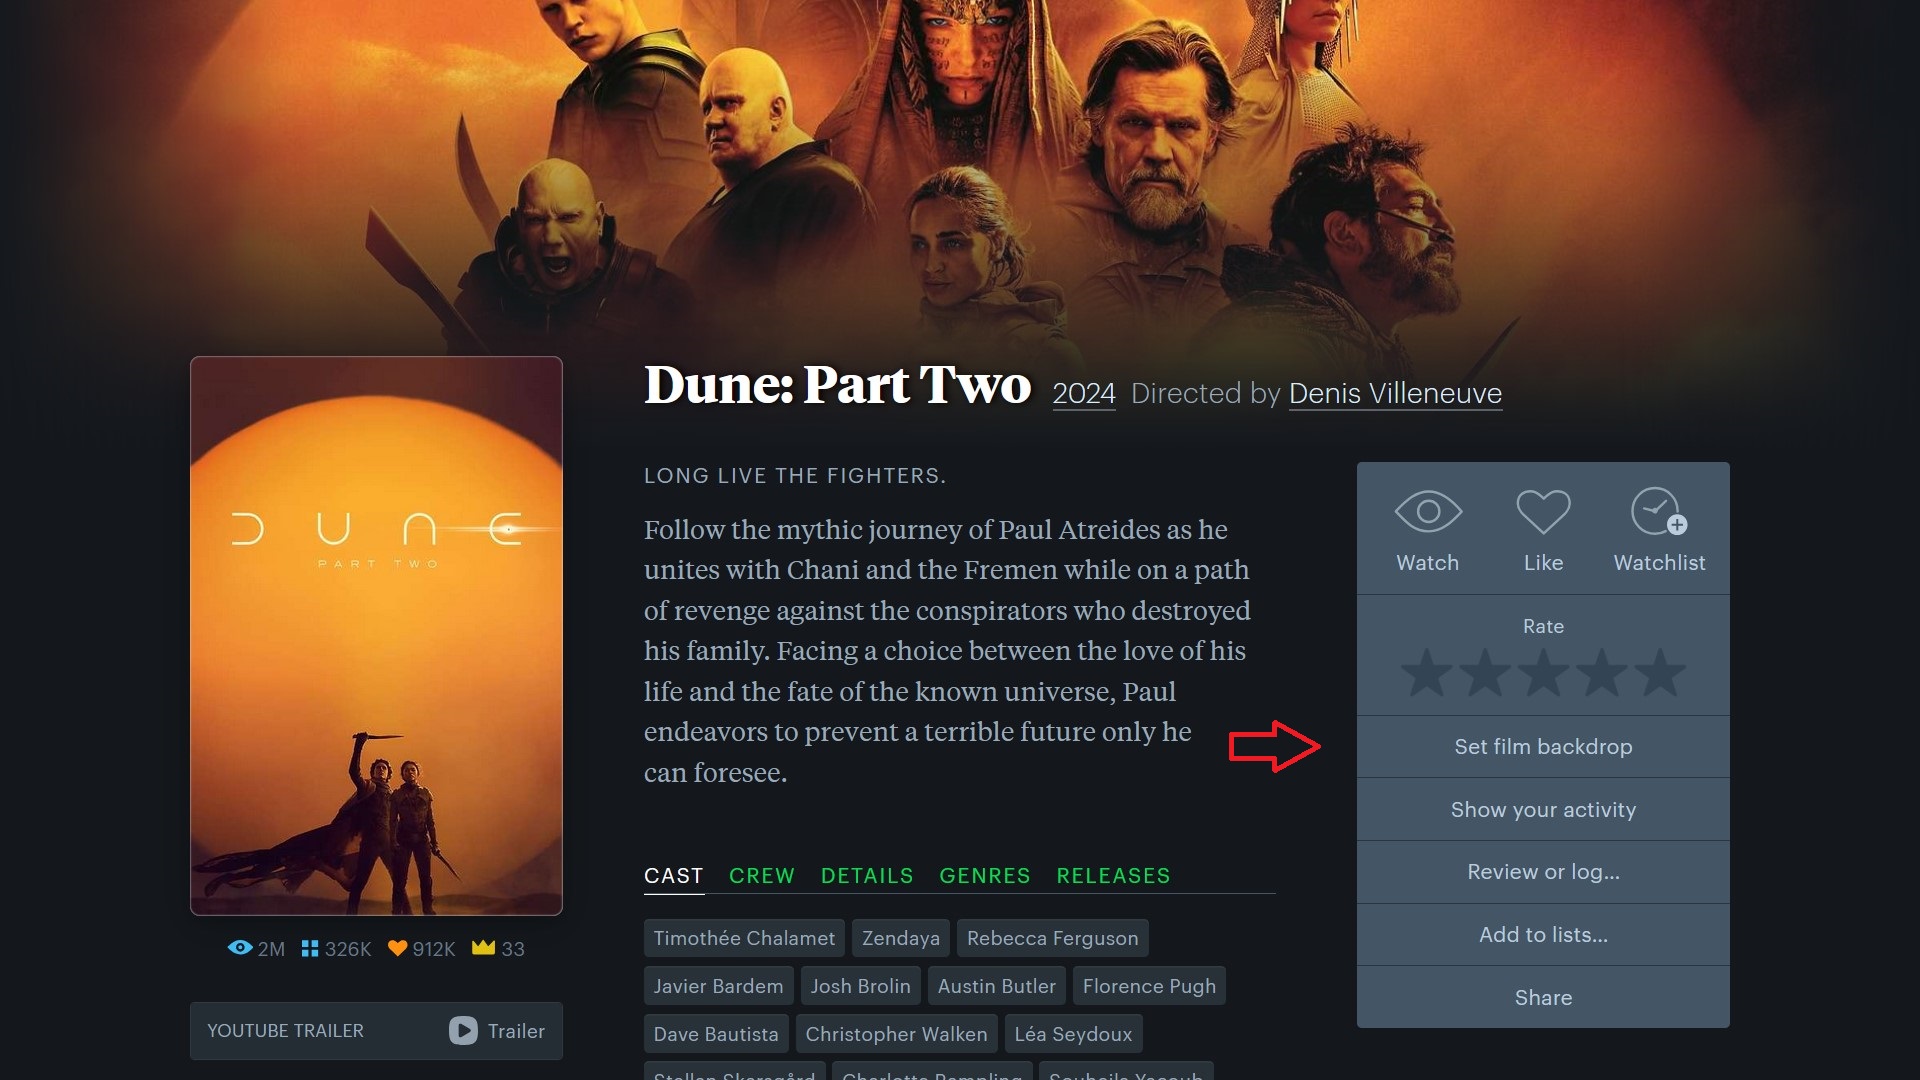 Dune: Part Two 2024 Directed by Denis Villeneuve
DUNE
PART TWO
LONG LIVE THE FIGHTERS.
Follow the mythic journey of Paul Atreides as he
unites with Chani and the Fremen while on a path
of revenge against the conspirators who destroyed
his family. Facing a choice between the love of his
life and the fate of the known universe, Paul
endeavors to prevent a terrible future only he
can foresee.
CAST CREW DETAILS GENRES RELEASES
Timothée Chalamet Zendaya Rebecca Ferguson
Javier Bardem Josh Brolin Austin Butler Florence Pugh
Dave Bautista Christopher Walken Léa Seydoux
Stellan Skarsgård Charlotte Rampling Souheila Yacoub
2M 326K 912K 33
YOUTUBE TRAILER Trailer
Watch Like Watchlist
Rate
Set film backdrop
Show your activity
Review or log...
Add to lists...
Share